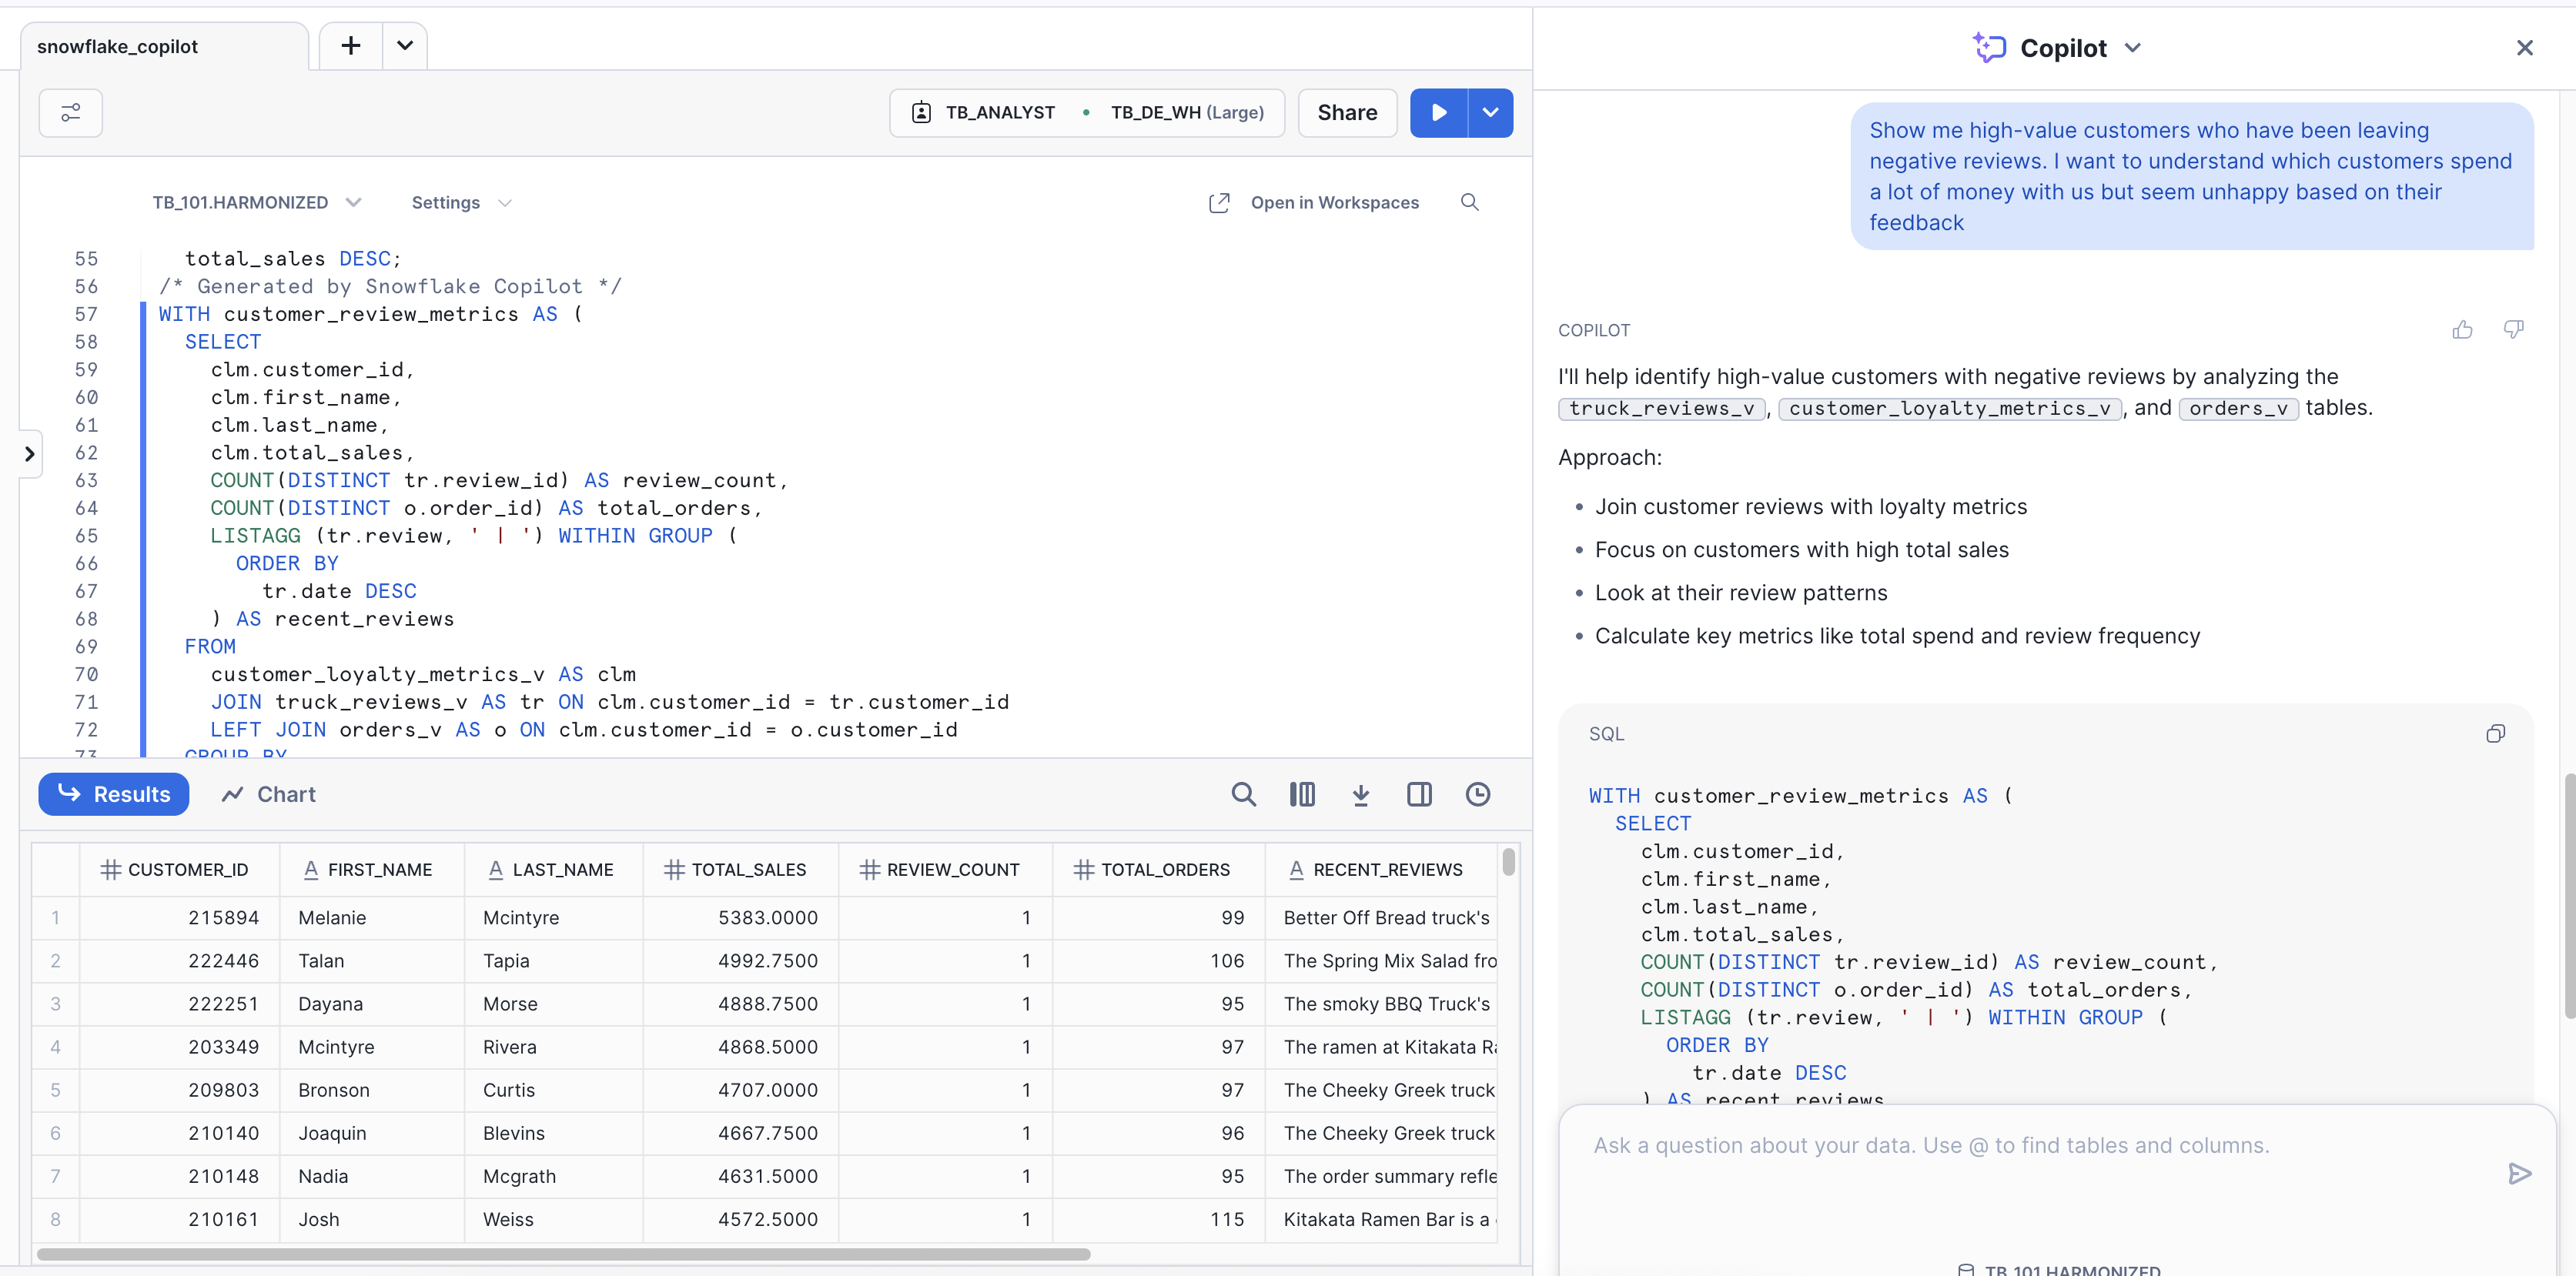 snowflake_copilot
TB_ANALYST • TB_DE_WH (Large)
Share
TB_101.HARMONIZED
Settings
Open in Workspaces
55 total_sales DESC;
56 /* Generated by Snowflake Copilot */
57 WITH customer_review_metrics AS (
58 SELECT
59 clm.customer_id,
60 clm.first_name,
61 clm.last_name,
62 clm.total_sales,
63 COUNT(DISTINCT tr.review_id) AS review_count,
64 COUNT(DISTINCT o.order_id) AS total_orders,
65 LISTAGG (tr.review, ' | ') WITHIN GROUP (
66 ORDER BY
67 tr.date DESC
68 ) AS recent_reviews
69 FROM
70 customer_loyalty_metrics_v AS clm
71 JOIN truck_reviews_v AS tr ON clm.customer_id = tr.customer_id
72 LEFT JOIN orders_v AS o ON clm.customer_id = o.customer_id
73 GROUP BY
Results
Chart
CUSTOMER_ID FIRST_NAME LAST_NAME TOTAL_SALES REVIEW_COUNT TOTAL_ORDERS RECENT_REVIEWS
1 215894 Melanie Mcintyre 5383.0000 1 99 Better Off Bread truck's
2 222446 Talan Tapia 4992.7500 1 106 The Spring Mix Salad fro
3 222251 Dayana Morse 4888.7500 1 95 The smoky BBQ Truck's
4 203349 Mcintyre Rivera 4868.5000 1 97 The ramen at Kitakata Ra
5 209803 Bronson Curtis 4707.0000 1 97 The Cheeky Greek truck
6 210140 Joaquin Blevins 4667.7500 1 96 The Cheeky Greek truck
7 210148 Nadia Mcgrath 4631.5000 1 95 The order summary refle
8 210161 Josh Weiss 4572.5000 1 115 Kitakata Ramen Bar is a
Copilot
Show me high-value customers who have been leaving
negative reviews. I want to understand which customers spend
a lot of money with us but seem unhappy based on their
feedback
COPILOT
I'll help identify high-value customers with negative reviews by analyzing the
truck_reviews_v, customer_loyalty_metrics_v, and orders_v tables.
Approach:
• Join customer reviews with loyalty metrics
• Focus on customers with high total sales
• Look at their review patterns
• Calculate key metrics like total spend and review frequency
SQL
WITH customer_review_metrics AS (
SELECT
clm.customer_id,
clm.first_name,
clm.last_name,
clm.total_sales,
COUNT(DISTINCT tr.review_id) AS review_count,
COUNT(DISTINCT o.order_id) AS total_orders,
LISTAGG (tr.review, ' | ') WITHIN GROUP (
ORDER BY
tr.date DESC
) AS recent_reviews
Ask a question about your data. Use @ to find tables and columns.
TB_101.HARMONIZED